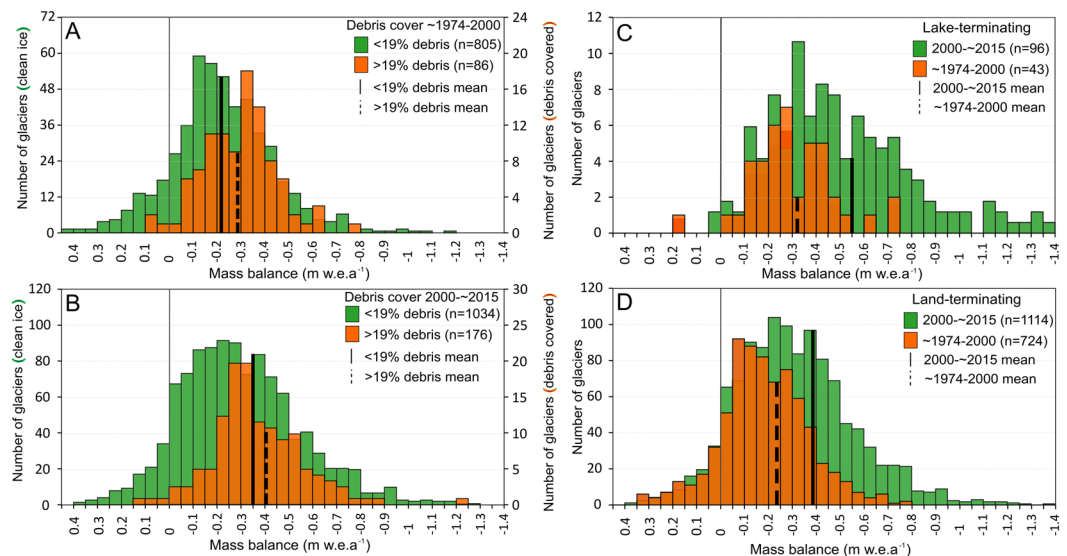 A
Debris cover ~1974-2000
<19% debris (n=805)
>19% debris (n=86)
<19% debris mean
>19% debris mean
Number of glaciers (clean ice)
72
60
48
36
24
12
0
24
20
16
12
8
4
0
Number of glaciers (debris covered)
0.4 0.3 0.2 0.1 0 -0.1 -0.2 -0.3 -0.4 -0.5 -0.6 -0.7 -0.8 -0.9 -1 -1.1 -1.2 -1.3 -1.4
Mass balance (m w.e.a-1)
C
Lake-terminating
2000-~2015 (n=96)
~1974-2000 (n=43)
2000-~2015 mean
~1974-2000 mean
Number of glaciers
12
10
8
6
4
2
0
0.4 0.3 0.2 0.1 0 -0.1 -0.2 -0.3 -0.4 -0.5 -0.6 -0.7 -0.8 -0.9 -1 -1.1 -1.2 -1.3 -1.4
Mass balance (m w.e.a-1)
B
Debris cover 2000-~2015
<19% debris (n=1034)
>19% debris (n=176)
<19% debris mean
>19% debris mean
Number of glaciers (clean ice)
120
100
80
60
40
20
0
30
25
20
15
10
5
0
Number of glaciers (debris covered)
0.4 0.3 0.2 0.1 0 -0.1 -0.2 -0.3 -0.4 -0.5 -0.6 -0.7 -0.8 -0.9 -1 -1.1 -1.2 -1.3 -1.4
Mass balance (m w.e.a-1)
D
Land-terminating
2000-~2015 (n=1114)
~1974-2000 (n=724)
2000-~2015 mean
~1974-2000 mean
Number of glaciers
120
100
80
60
40
20
0
0.4 0.3 0.2 0.1 0 -0.1 -0.2 -0.3 -0.4 -0.5 -0.6 -0.7 -0.8 -0.9 -1 -1.1 -1.2 -1.3 -1.4
Mass balance (m w.e.a-1)